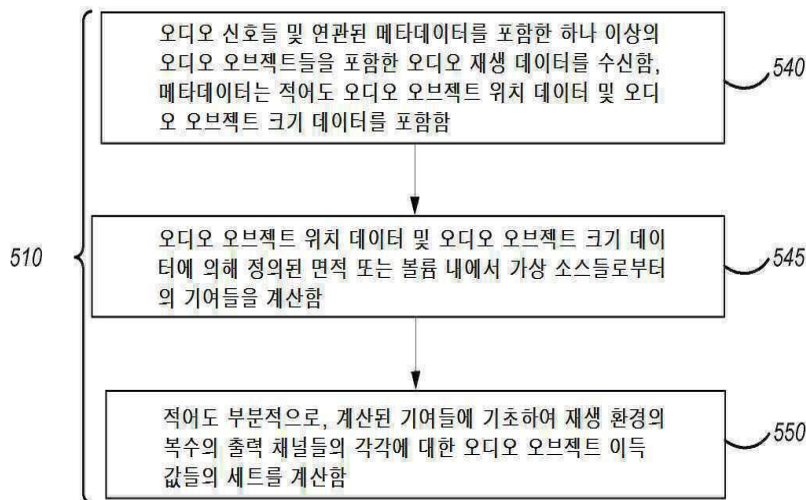 오디오 신호들 및 연관된 메타데이터를 포함한 하나 이상의
오디오 오브젝트들을 포함한 오디오 재생 데이터를 수신함,
메타데이터는 적어도 오디오 오브젝트 위치 데이터 및 오디
오 오브젝트 크기 데이터를 포함함
540
510
오디오 오브젝트 위치 데이터 및 오디오 오브젝트 크기 데이
터에 의해 정의된 면적 또는 볼륨 내에서 가상 소스들로부터
의 기여들을 계산함
545
적어도 부분적으로, 계산된 기여들에 기초하여 재생 환경의
복수의 출력 채널들의 각각에 대한 오디오 오브젝트 이득
값들의 세트를 계산함
550